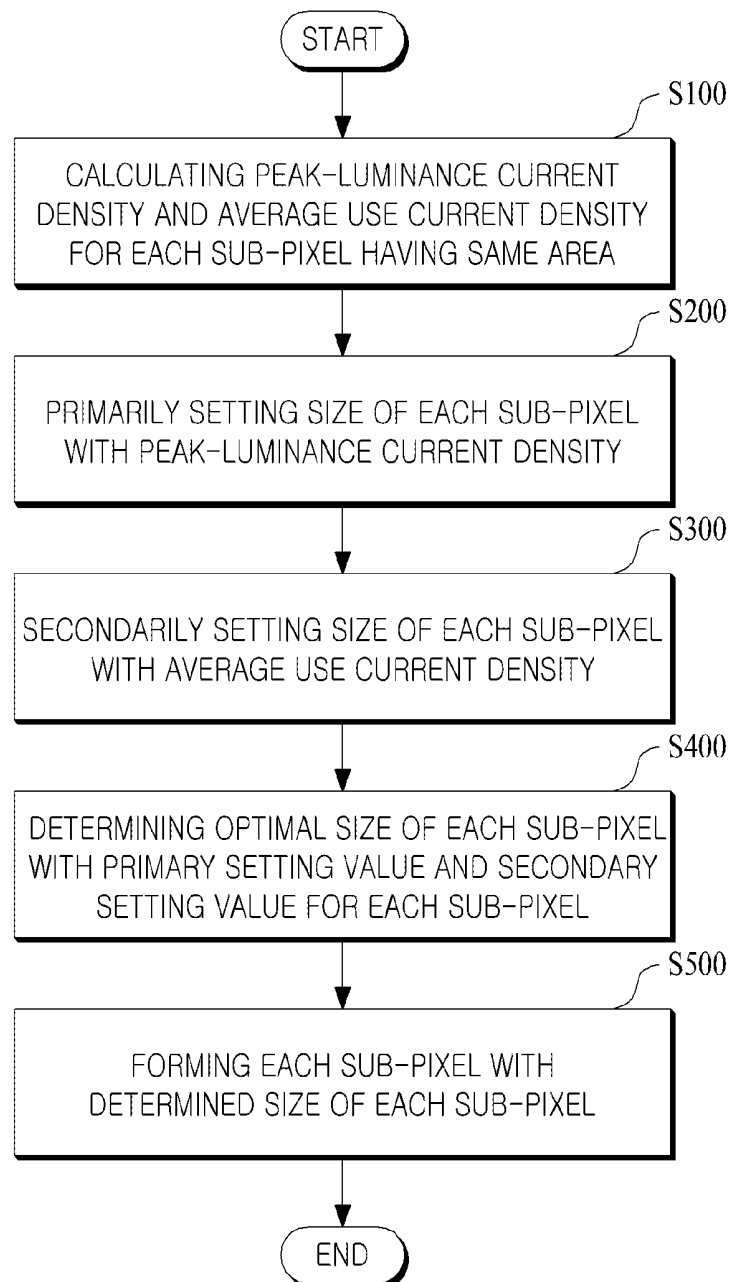 START
S100
CALCULATING PEAK-LUMINANCE CURRENT
DENSITY AND AVERAGE USE CURRENT DENSITY
FOR EACH SUB-PIXEL HAVING SAME AREA
S200
PRIMARILY SETTING SIZE OF EACH SUB-PIXEL
WITH PEAK-LUMINANCE CURRENT DENSITY
S300
SECONDARILY SETTING SIZE OF EACH SUB-PIXEL
WITH AVERAGE USE CURRENT DENSITY
S400
DETERMINING OPTIMAL SIZE OF EACH SUB-PIXEL
WITH PRIMARY SETTING VALUE AND SECONDARY
SETTING VALUE FOR EACH SUB-PIXEL
S500
FORMING EACH SUB-PIXEL WITH
DETERMINED SIZE OF EACH SUB-PIXEL
END